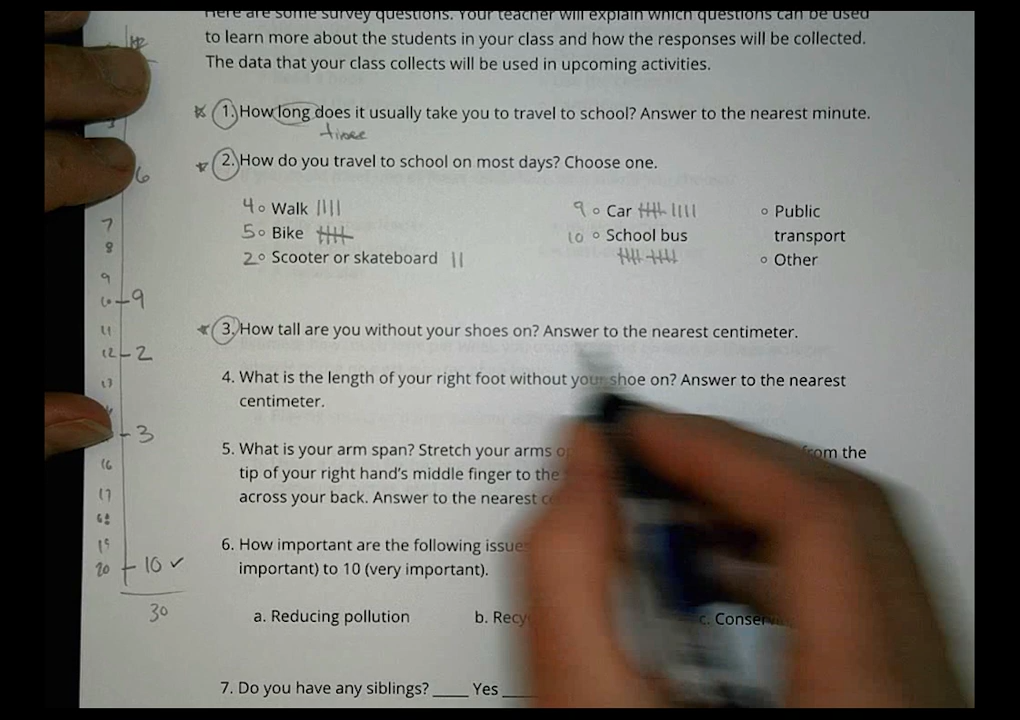 Here are some survey questions. Your teacher will explain which questions can be used
to learn more about the students in your class and how the responses will be collected.
The data that your class collects will be used in upcoming activities.
1. How long does it usually take you to travel to school? Answer to the nearest minute.
time
2. How do you travel to school on most days? Choose one.
4 Walk
5 Bike
2 Scooter or skateboard
9 Car
10 School bus
Public
transport
Other
3. How tall are you without your shoes on? Answer to the nearest centimeter.
4. What is the length of your right foot without your shoe on? Answer to the nearest
centimeter.
5. What is your arm span? Stretch your arms from the
tip of your right hand's middle finger to the
across your back. Answer to the nearest
6. How important are the following
important) to 10 (very important).
a. Reducing pollution
b.
c.
7. Do you have any siblings? ____ Yes
6
7
8
9
10 - 9
11
12 - 2
13
- 3
16
17
19
20 - 10 ✓
30